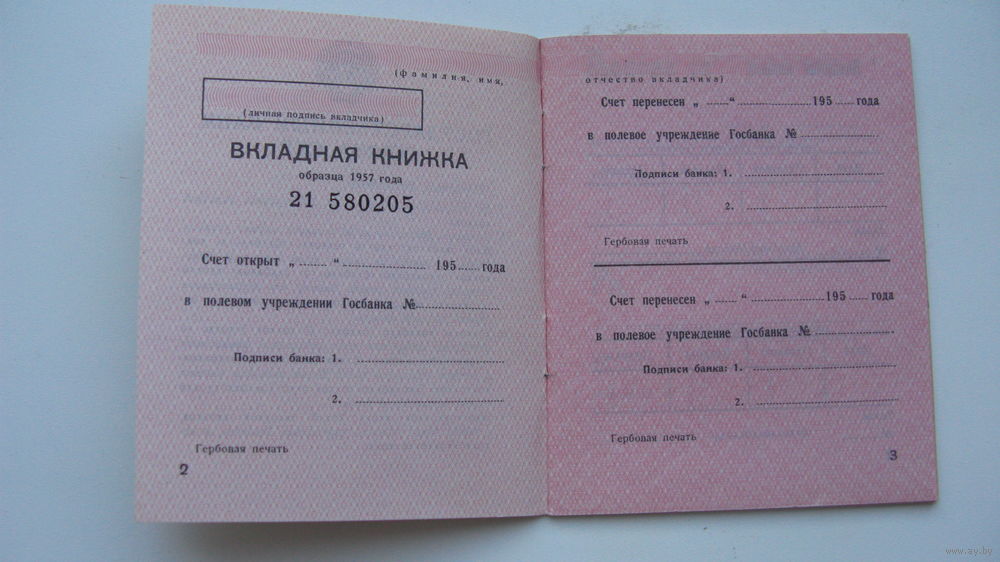 (фамилия, имя,
(личная подпись вкладчика)
ВКЛАДНАЯ КНИЖКА
образца 1957 года
21 580205
Счет открыт „ ...... “ .................... 195..... года
в полевом учреждении Госбанка №....................
Подписи банка: 1. ....................
2. ....................
Гербовая печать
2
отчество вкладчика)
Счет перенесен „ ...... “ .................... 195..... года
в полевое учреждение Госбанка № ....................
Подписи банка: 1. ....................
2. ....................
Гербовая печать
Счет перенесен „ ...... “ .................... 195..... года
в полевое учреждение Госбанка № ....................
Подписи банка: 1. ....................
2. ....................
Гербовая печать
3
www.ay.by